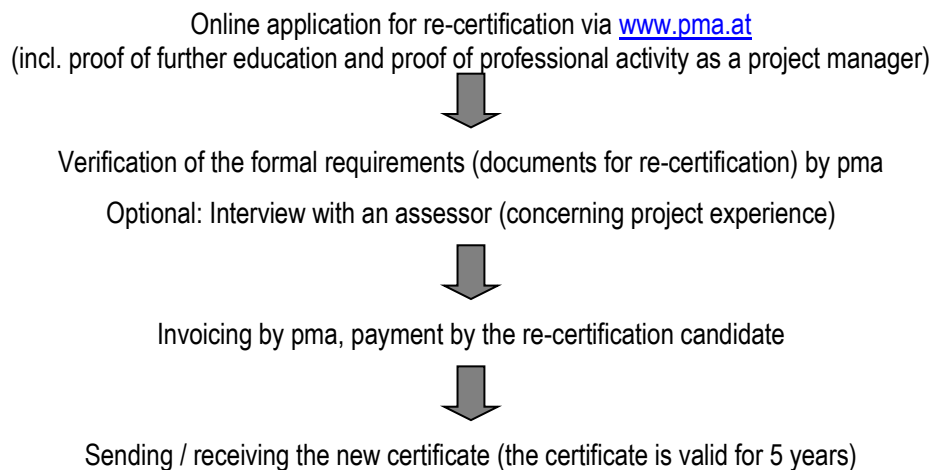 Online application for re-certification via www.pma.at
(incl. proof of further education and proof of professional activity as a project manager)
Verification of the formal requirements (documents for re-certification) by pma
Optional: Interview with an assessor (concerning project experience)
Invoicing by pma, payment by the re-certification candidate
Sending / receiving the new certificate (the certificate is valid for 5 years)